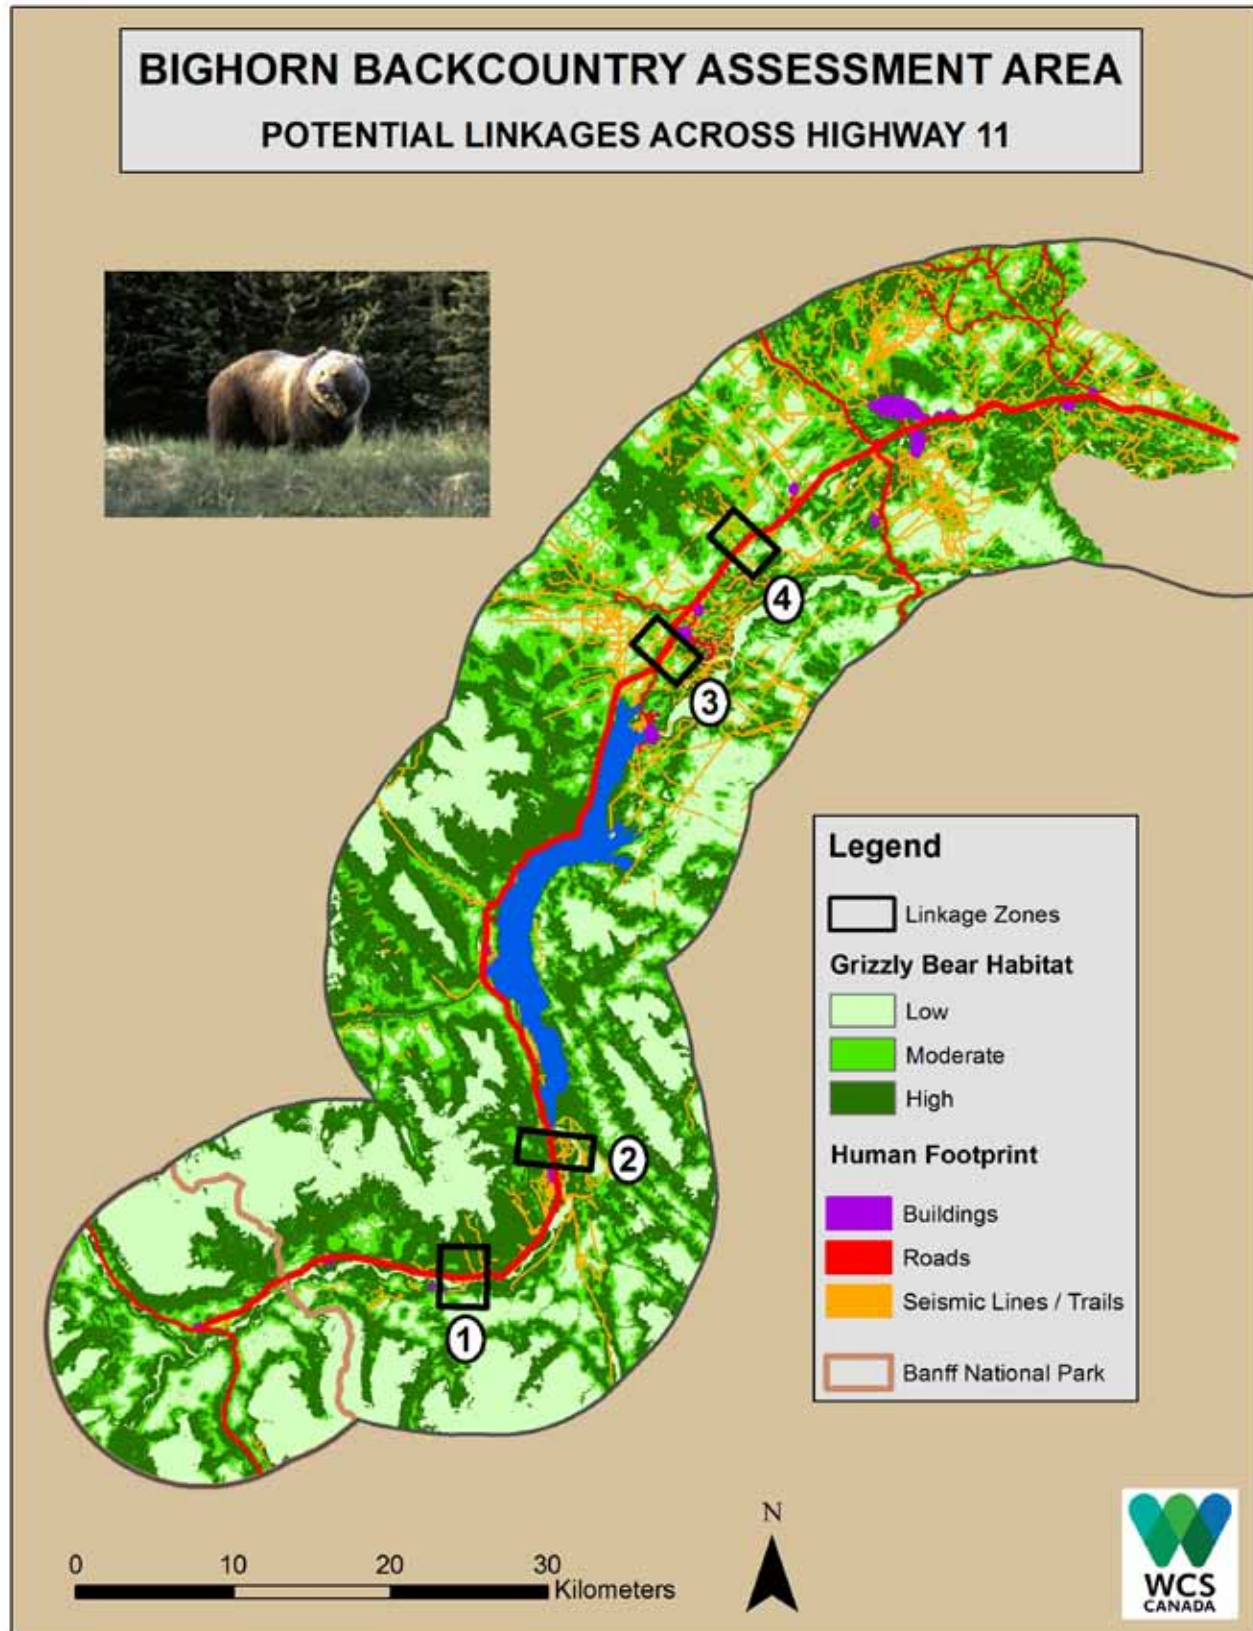 BIGHORN BACKCOUNTRY ASSESSMENT AREA
POTENTIAL LINKAGES ACROSS HIGHWAY 11
4
3
2
1
Legend
Linkage Zones
Grizzly Bear Habitat
Low
Moderate
High
Human Footprint
Buildings
Roads
Seismic Lines / Trails
Banff National Park
0 10 20 30
Kilometers
N
WCS
CANADA